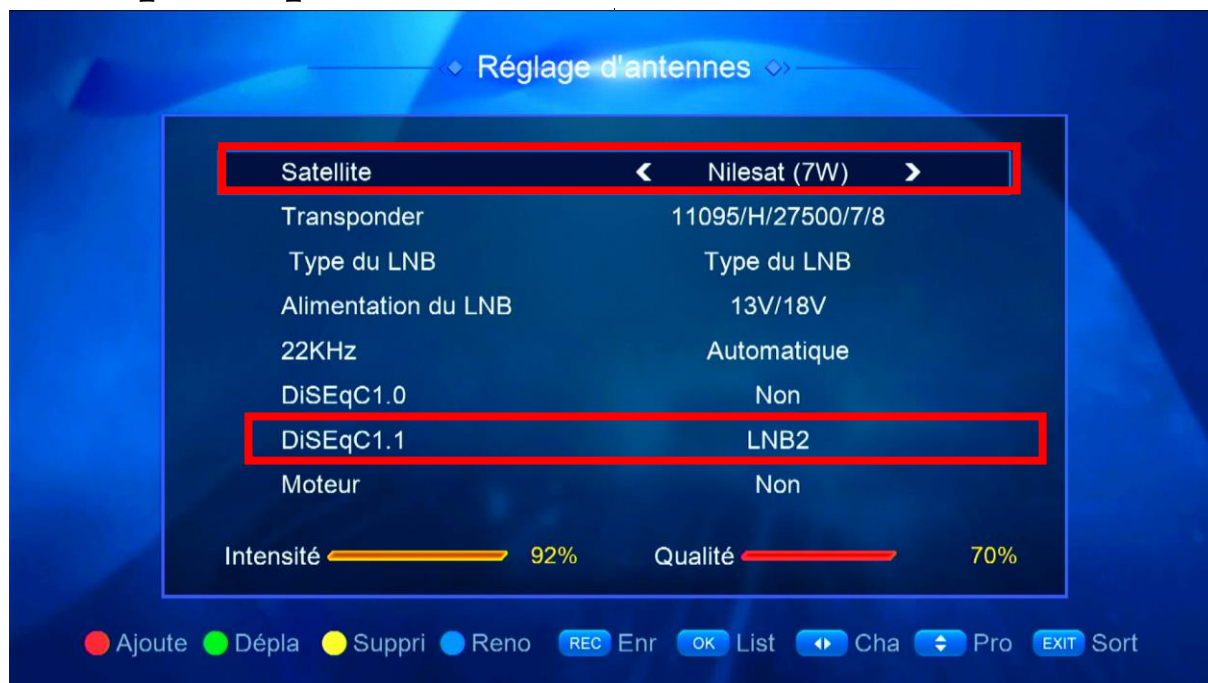 Réglage d'antennes
Satellite Nilesat (7W)
Transponder 11095/H/27500/7/8
Type du LNB Type du LNB
Alimentation du LNB 13V/18V
22KHz Automatique
DiSEqC1.0 Non
DiSEqC1.1 LNB2
Moteur Non
Intensité 92% Qualité 70%
Ajoute Dépla Suppri Reno REC Enr OK List Cha Pro EXIT Sort